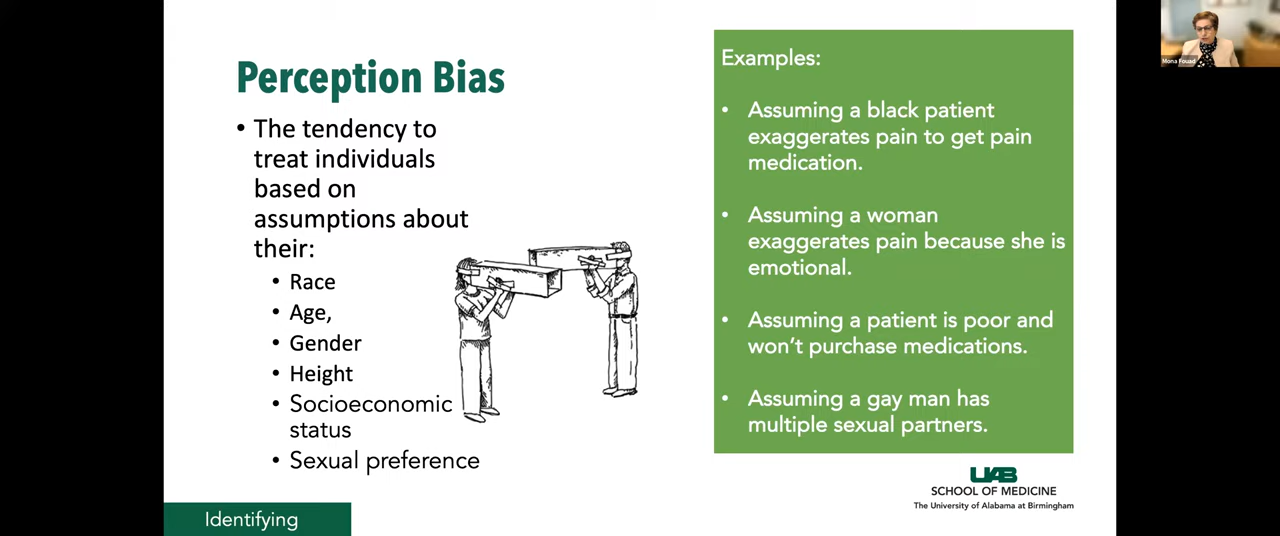 Perception Bias
• The tendency to
treat individuals
based on
assumptions about
their:
• Race
• Age,
• Gender
• Height
• Socioeconomic
status
• Sexual preference
Identifying
Examples:
• Assuming a black patient
exaggerates pain to get pain
medication.
• Assuming a woman
exaggerates pain because she is
emotional.
• Assuming a patient is poor and
won’t purchase medications.
• Assuming a gay man has
multiple sexual partners.
UAB
SCHOOL OF MEDICINE
The University of Alabama at Birmingham
Mona Fouad